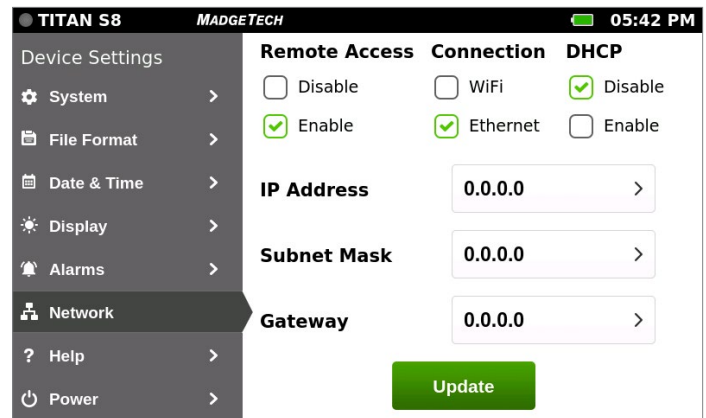 TITAN S8 MADGETECH 05:42 PM
Device Settings
System
File Format
Date & Time
Display
Alarms
Network
? Help
Power
Remote Access Connection DHCP
Disable WiFi Disable
Enable Ethernet Enable
IP Address 0.0.0.0
Subnet Mask 0.0.0.0
Gateway 0.0.0.0
Update